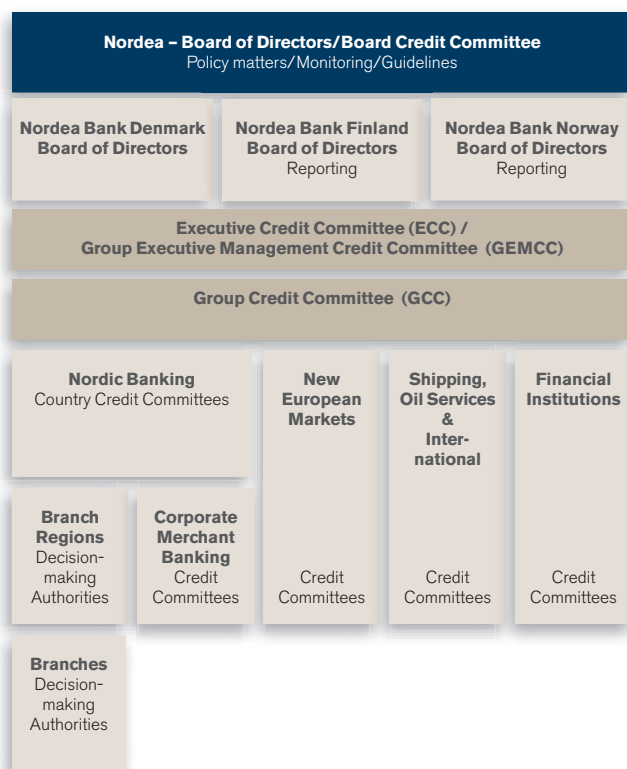 Nordea – Board of Directors/Board Credit Committee
Policy matters/Monitoring/Guidelines
Nordea Bank Denmark
Board of Directors
Nordea Bank Finland
Board of Directors
Reporting
Nordea Bank Norway
Board of Directors
Reporting
Executive Credit Committee (ECC) /
Group Executive Management Credit Committee (GEMCC)
Group Credit Committee (GCC)
Nordic Banking
Country Credit Committees
New
European
Markets
Credit
Committees
Shipping,
Oil Services
&
Inter-
national
Credit
Committees
Financial
Institutions
Credit
Committees
Branch
Regions
Decision-
making
Authorities
Corporate
Merchant
Banking
Credit
Committees
Branches
Decision-
making
Authorities